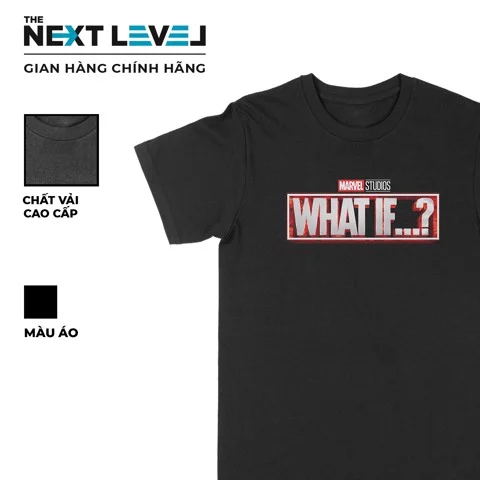 THE
NEXT LEVEL
GIAN HÀNG CHÍNH HÃNG
CHẤT VẢI
CAO CẤP
MÀU ÁO
MARVEL STUDIOS
WHAT IF...?